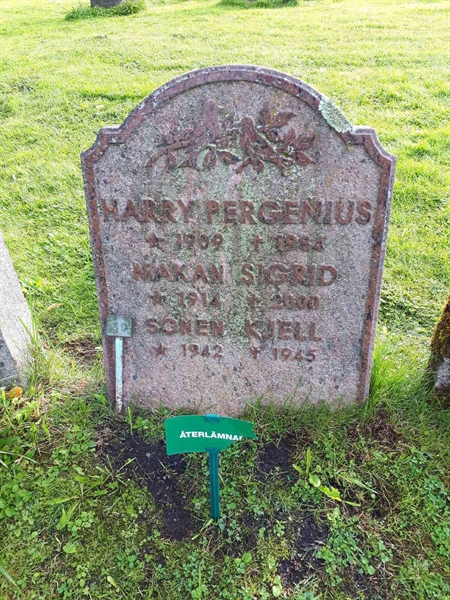 HARRY PERGENIUS
★ 1909 ✝ 1984
MAKAN SIGRID
★ 1914 ✝ 2000
SONEN KJELL
★ 1942 ✝ 1945
ÅTERLÄMNAD